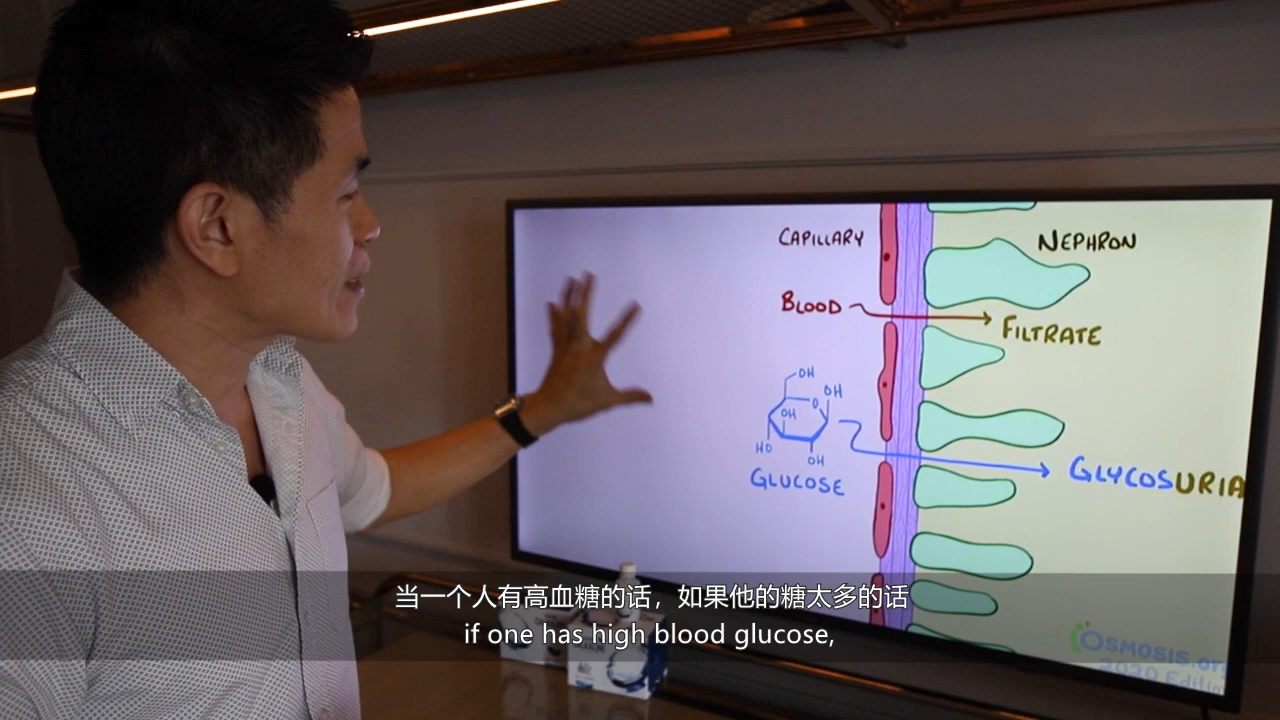 CAPILLARY
NEPHRON
BLOOD
FILTRATE
OH
OH
O
OH
HO
OH
GLUCOSE
GLYCOSURIA
当一个人有高血糖的话，如果他的糖太多的话
if one has high blood glucose,
OSMOSIS.org
2020 Edition